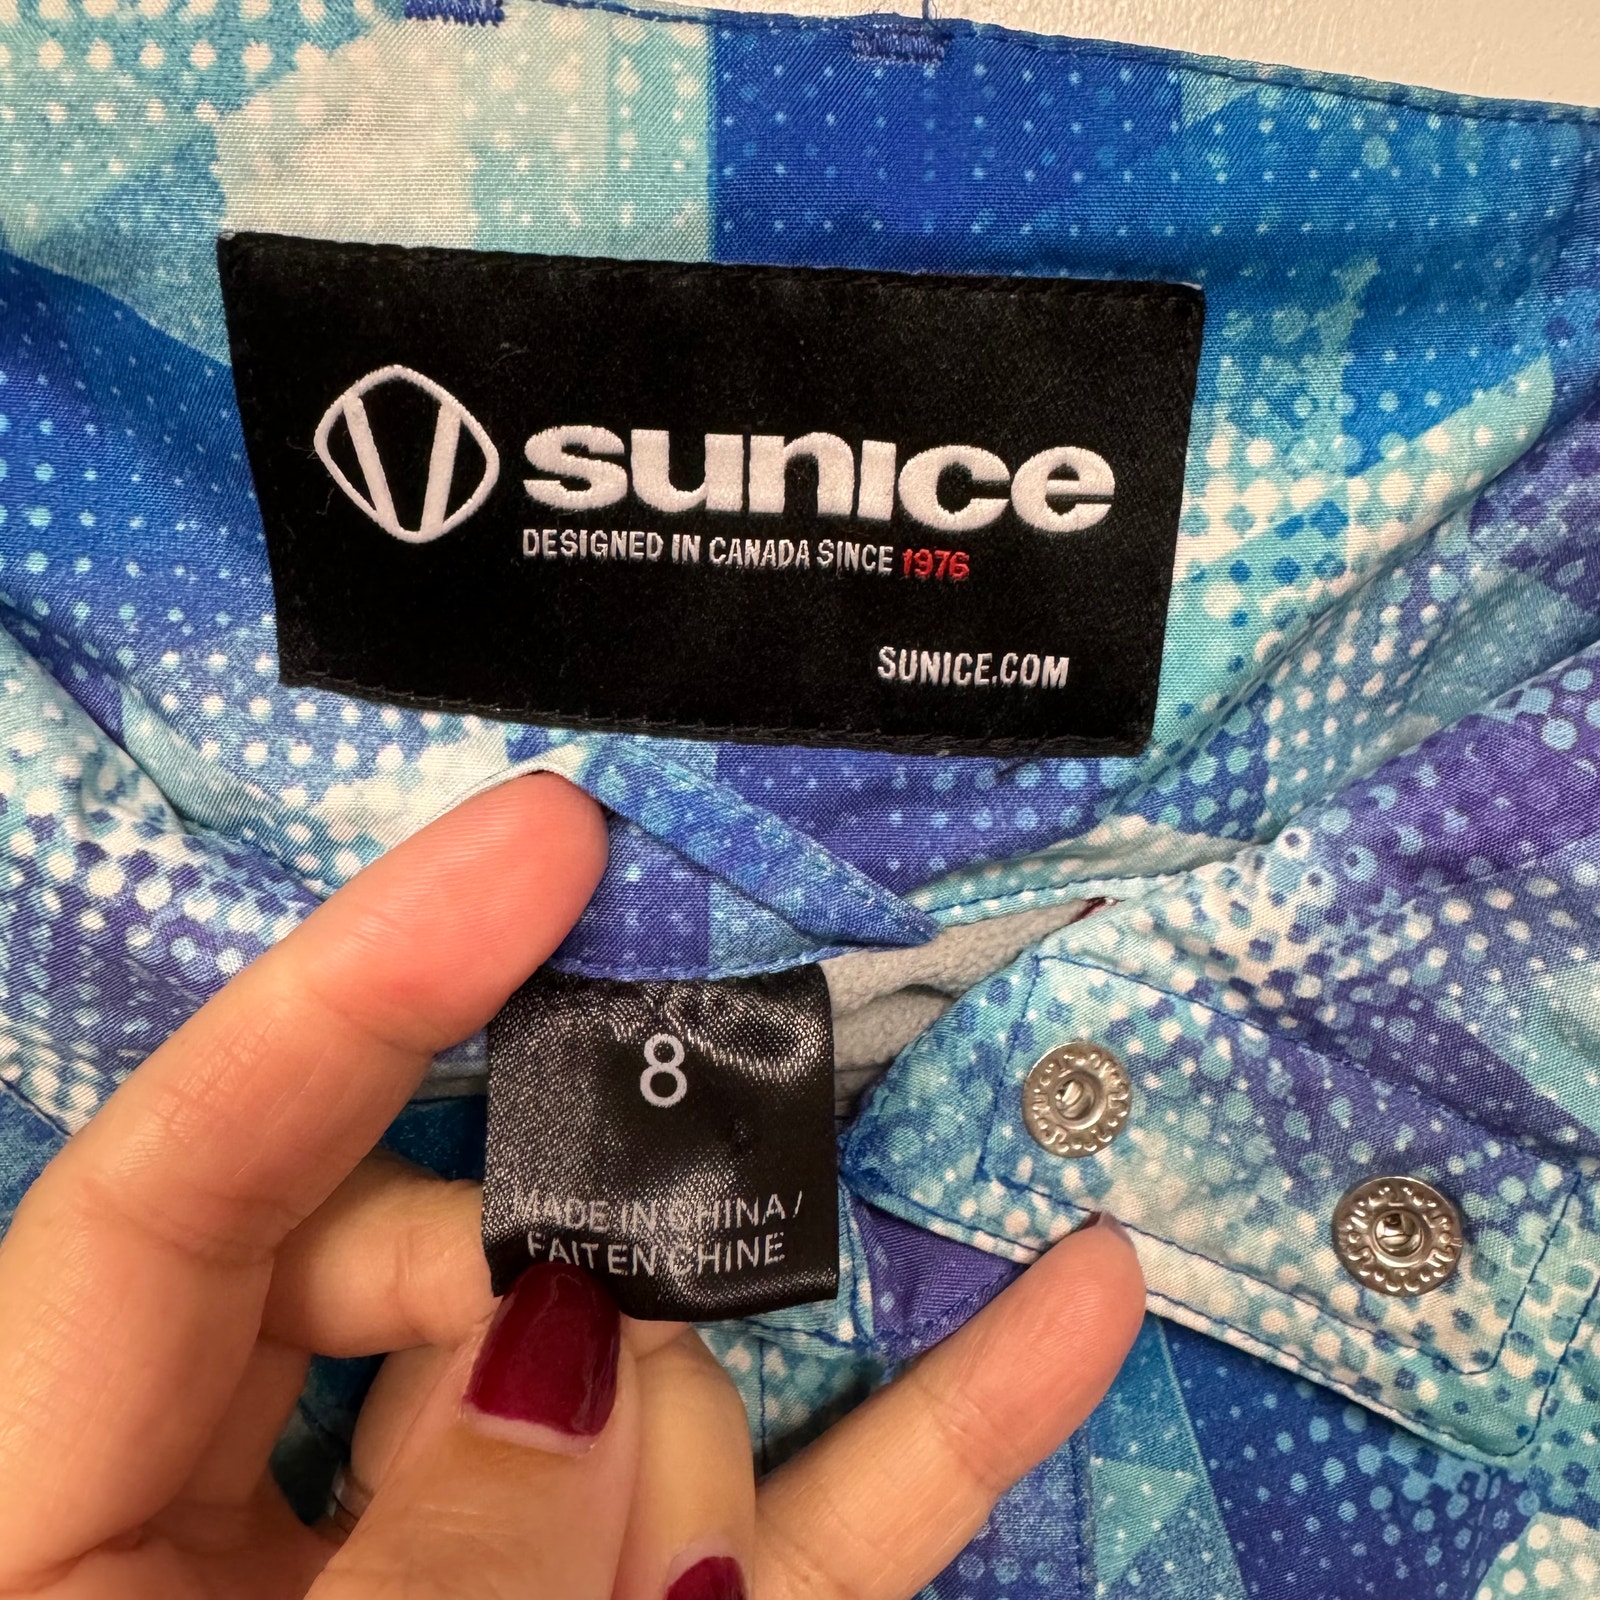 sunice
DESIGNED IN CANADA SINCE 1976
SUNICE.COM
8
MADE IN CHINA /
FAIT EN CHINE